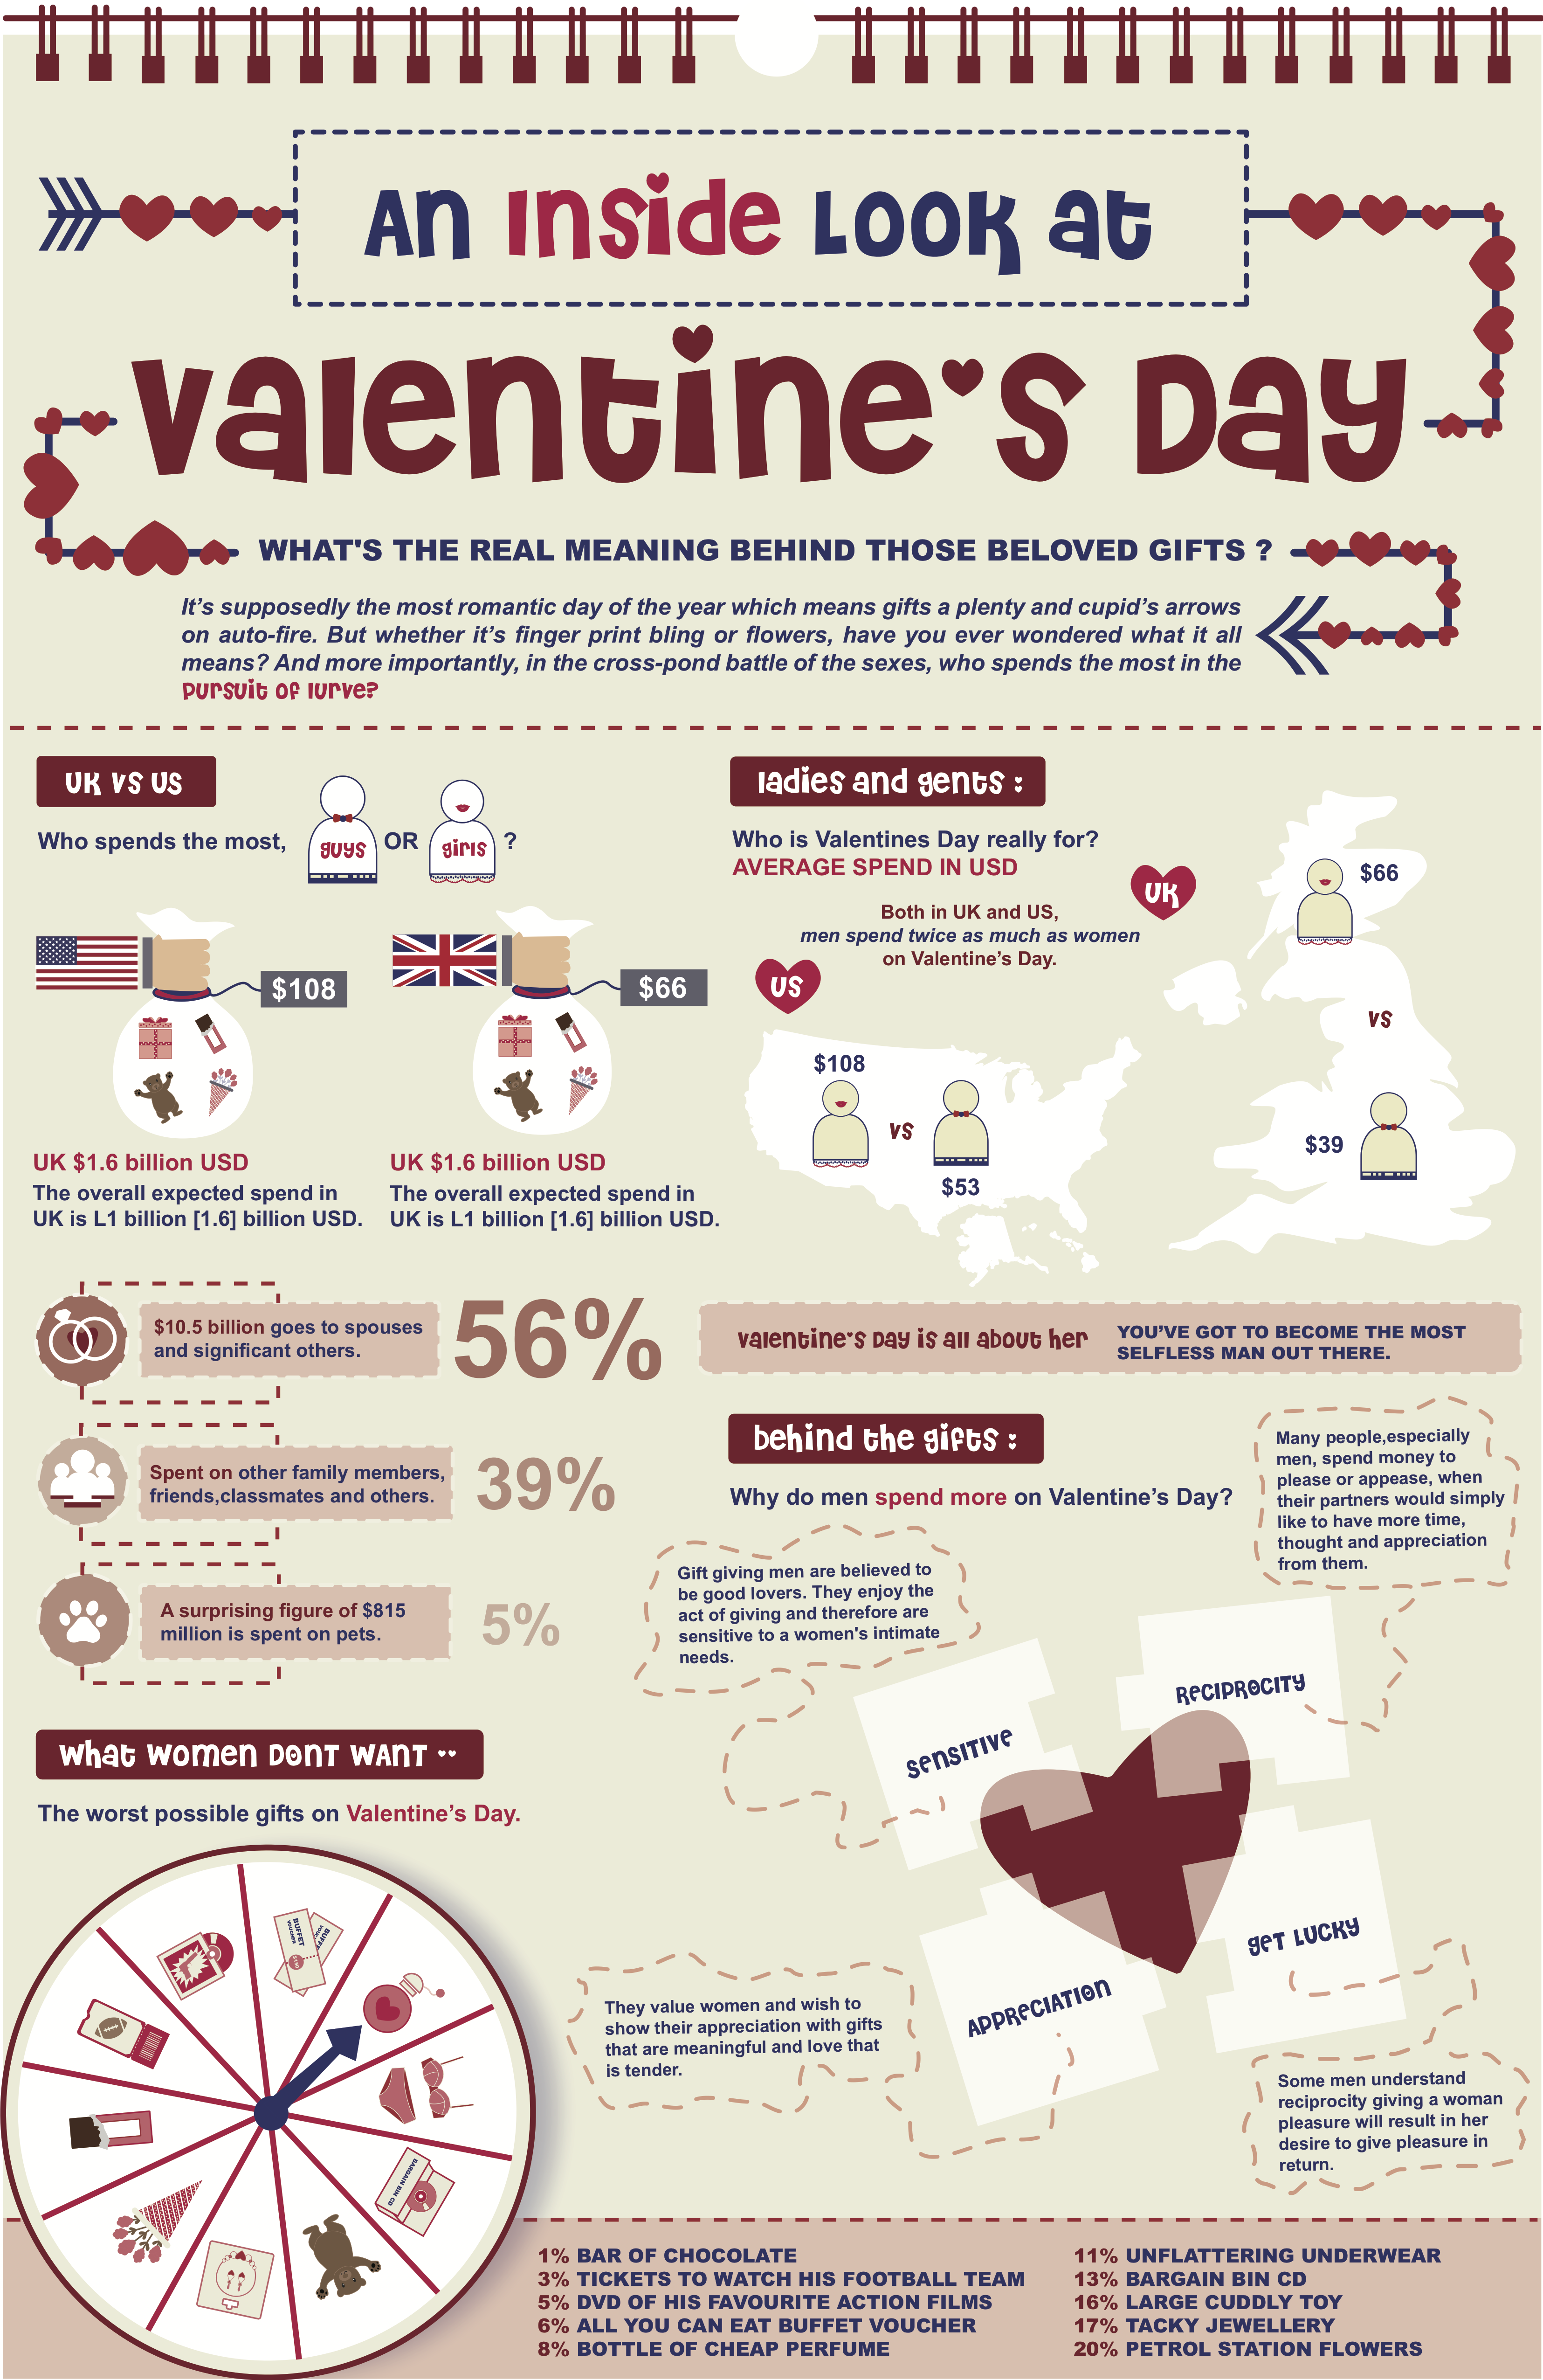 An Inside Look at
Valentine's Day
WHAT'S THE REAL MEANING BEHIND THOSE BELOVED GIFTS ?
It's supposedly the most romantic day of the year which means gifts a plenty and cupid's arrows
on auto-fire. But whether it's finger print bling or flowers, have you ever wondered what it all
means? And more importantly, in the cross-pond battle of the sexes, who spends the most in the
pursuit of lurve?
UK VS US
Who spends the most, guys OR girls ?
$108
$66
UK $1.6 billion USD
The overall expected spend in
UK is L1 billion [1.6] billion USD.
UK $1.6 billion USD
The overall expected spend in
UK is L1 billion [1.6] billion USD.
ladies and gents :
Who is Valentines Day really for?
AVERAGE SPEND IN USD
Both in UK and US,
men spend twice as much as women
on Valentine's Day.
UK
$66
VS
$39
US
$108
VS
$53
$10.5 billion goes to spouses
and significant others.
56%
Spent on other family members,
friends,classmates and others.
39%
A surprising figure of $815
million is spent on pets.
5%
Valentine's Day is all about her
YOU'VE GOT TO BECOME THE MOST
SELFLESS MAN OUT THERE.
behind the gifts :
Why do men spend more on Valentine's Day?
Many people,especially
men, spend money to
please or appease, when
their partners would simply
like to have more time,
thought and appreciation
from them.
Gift giving men are believed to
be good lovers. They enjoy the
act of giving and therefore are
sensitive to a women's intimate
needs.
RECIPROCITY
SENSITIVE
GET LUCKY
APPRECIATION
They value women and wish to
show their appreciation with gifts
that are meaningful and love that
is tender.
Some men understand
reciprocity giving a woman
pleasure will result in her
desire to give pleasure in
return.
What Women DONT WANT
The worst possible gifts on Valentine's Day.
BUFFET
VOUCHER
BUFFE
BARGAIN BIN CD
1% BAR OF CHOCOLATE
3% TICKETS TO WATCH HIS FOOTBALL TEAM
5% DVD OF HIS FAVOURITE ACTION FILMS
6% ALL YOU CAN EAT BUFFET VOUCHER
8% BOTTLE OF CHEAP PERFUME
11% UNFLATTERING UNDERWEAR
13% BARGAIN BIN CD
16% LARGE CUDDLY TOY
17% TACKY JEWELLERY
20% PETROL STATION FLOWERS